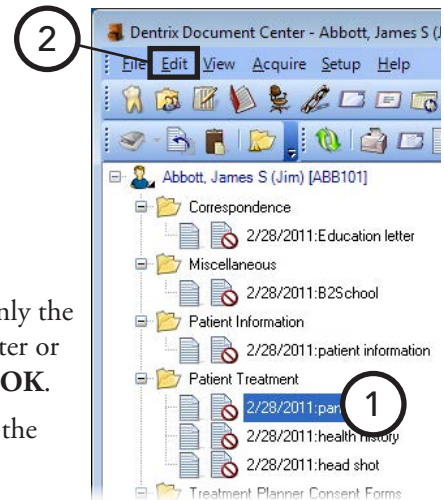 2
Dentrix Document Center - Abbott, James S (J
File Edit View Acquire Setup Help
Abbott, James S (Jim) [ABB101]
Correspondence
2/28/2011:Education letter
Miscellaneous
2/28/2011:B2School
Patient Information
2/28/2011:patient information
Patient Treatment
2/28/2011:pan
1
2/28/2011:health history
2/28/2011:head shot
Treatment Planner Consent Forms
nly the
ter or
OK.
the